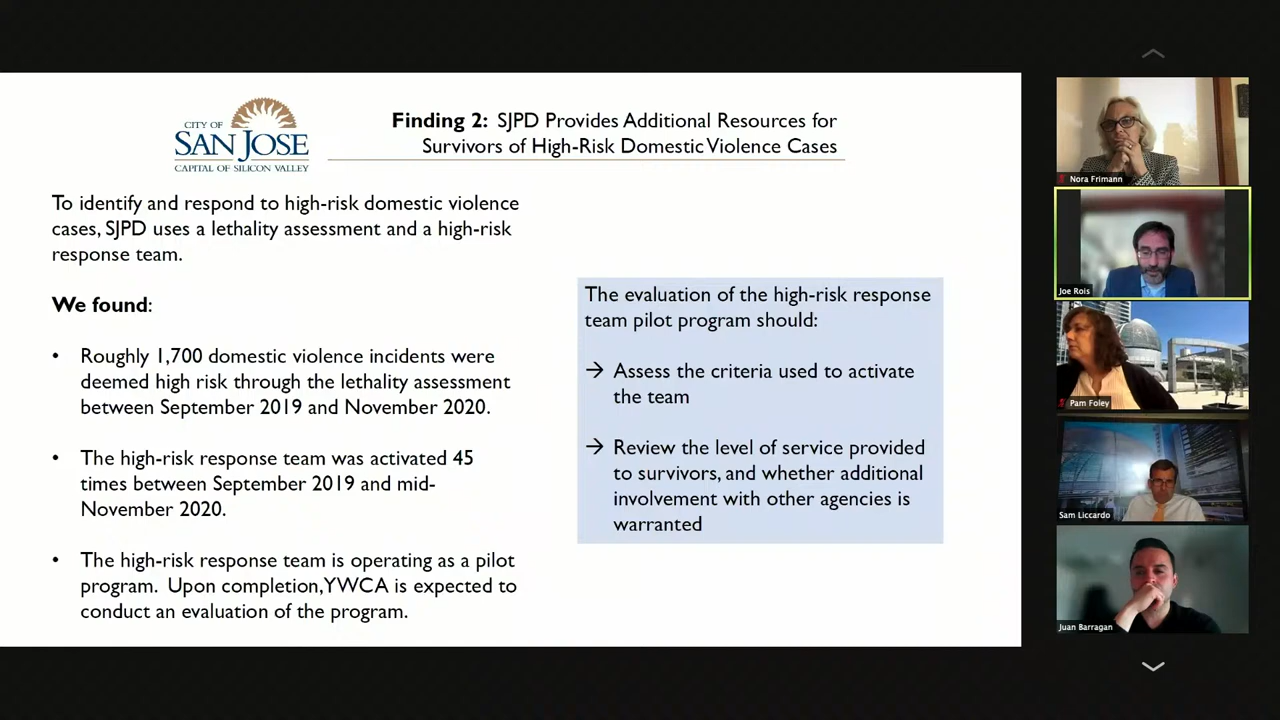 CITY OF
SAN JOSE
CAPITAL OF SILICON VALLEY
Finding 2: SJPD Provides Additional Resources for
Survivors of High-Risk Domestic Violence Cases
To identify and respond to high-risk domestic violence
cases, SJPD uses a lethality assessment and a high-risk
response team.
We found:
• Roughly 1,700 domestic violence incidents were
deemed high risk through the lethality assessment
between September 2019 and November 2020.
• The high-risk response team was activated 45
times between September 2019 and mid-
November 2020.
• The high-risk response team is operating as a pilot
program. Upon completion, YWCA is expected to
conduct an evaluation of the program.
The evaluation of the high-risk response
team pilot program should:
→ Assess the criteria used to activate
the team
→ Review the level of service provided
to survivors, and whether additional
involvement with other agencies is
warranted
Nora Frimann
Joe Rois
Pam Foley
Sam Liccardo
Juan Barragan